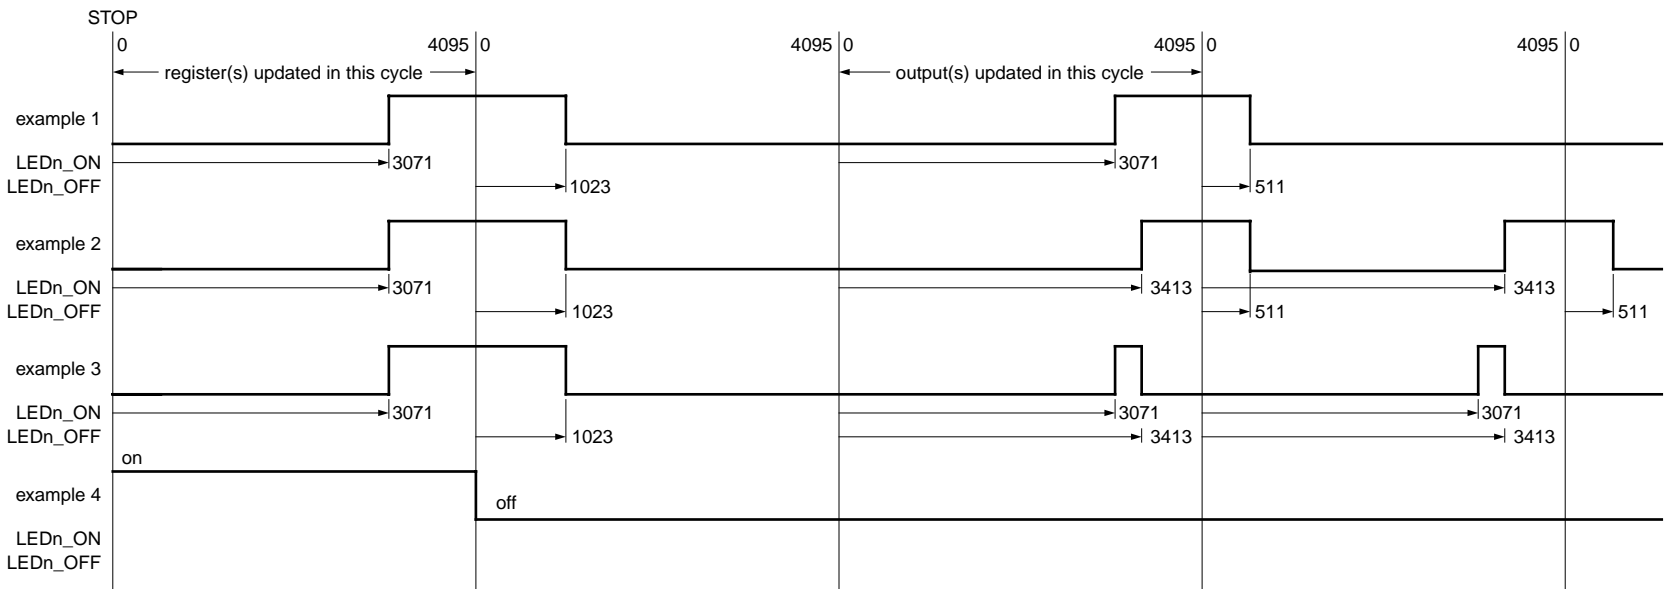 STOP
0 4095 0 4095 0 4095 0 4095 0
register(s) updated in this cycle output(s) updated in this cycle
example 1
LEDn_ON 3071 3071
LEDn_OFF 1023 511
example 2
LEDn_ON 3071 3413 3413
LEDn_OFF 1023 511 511
example 3
LEDn_ON 3071 3071 3071
LEDn_OFF 1023 3413 3413
on
example 4 off
LEDn_ON
LEDn_OFF